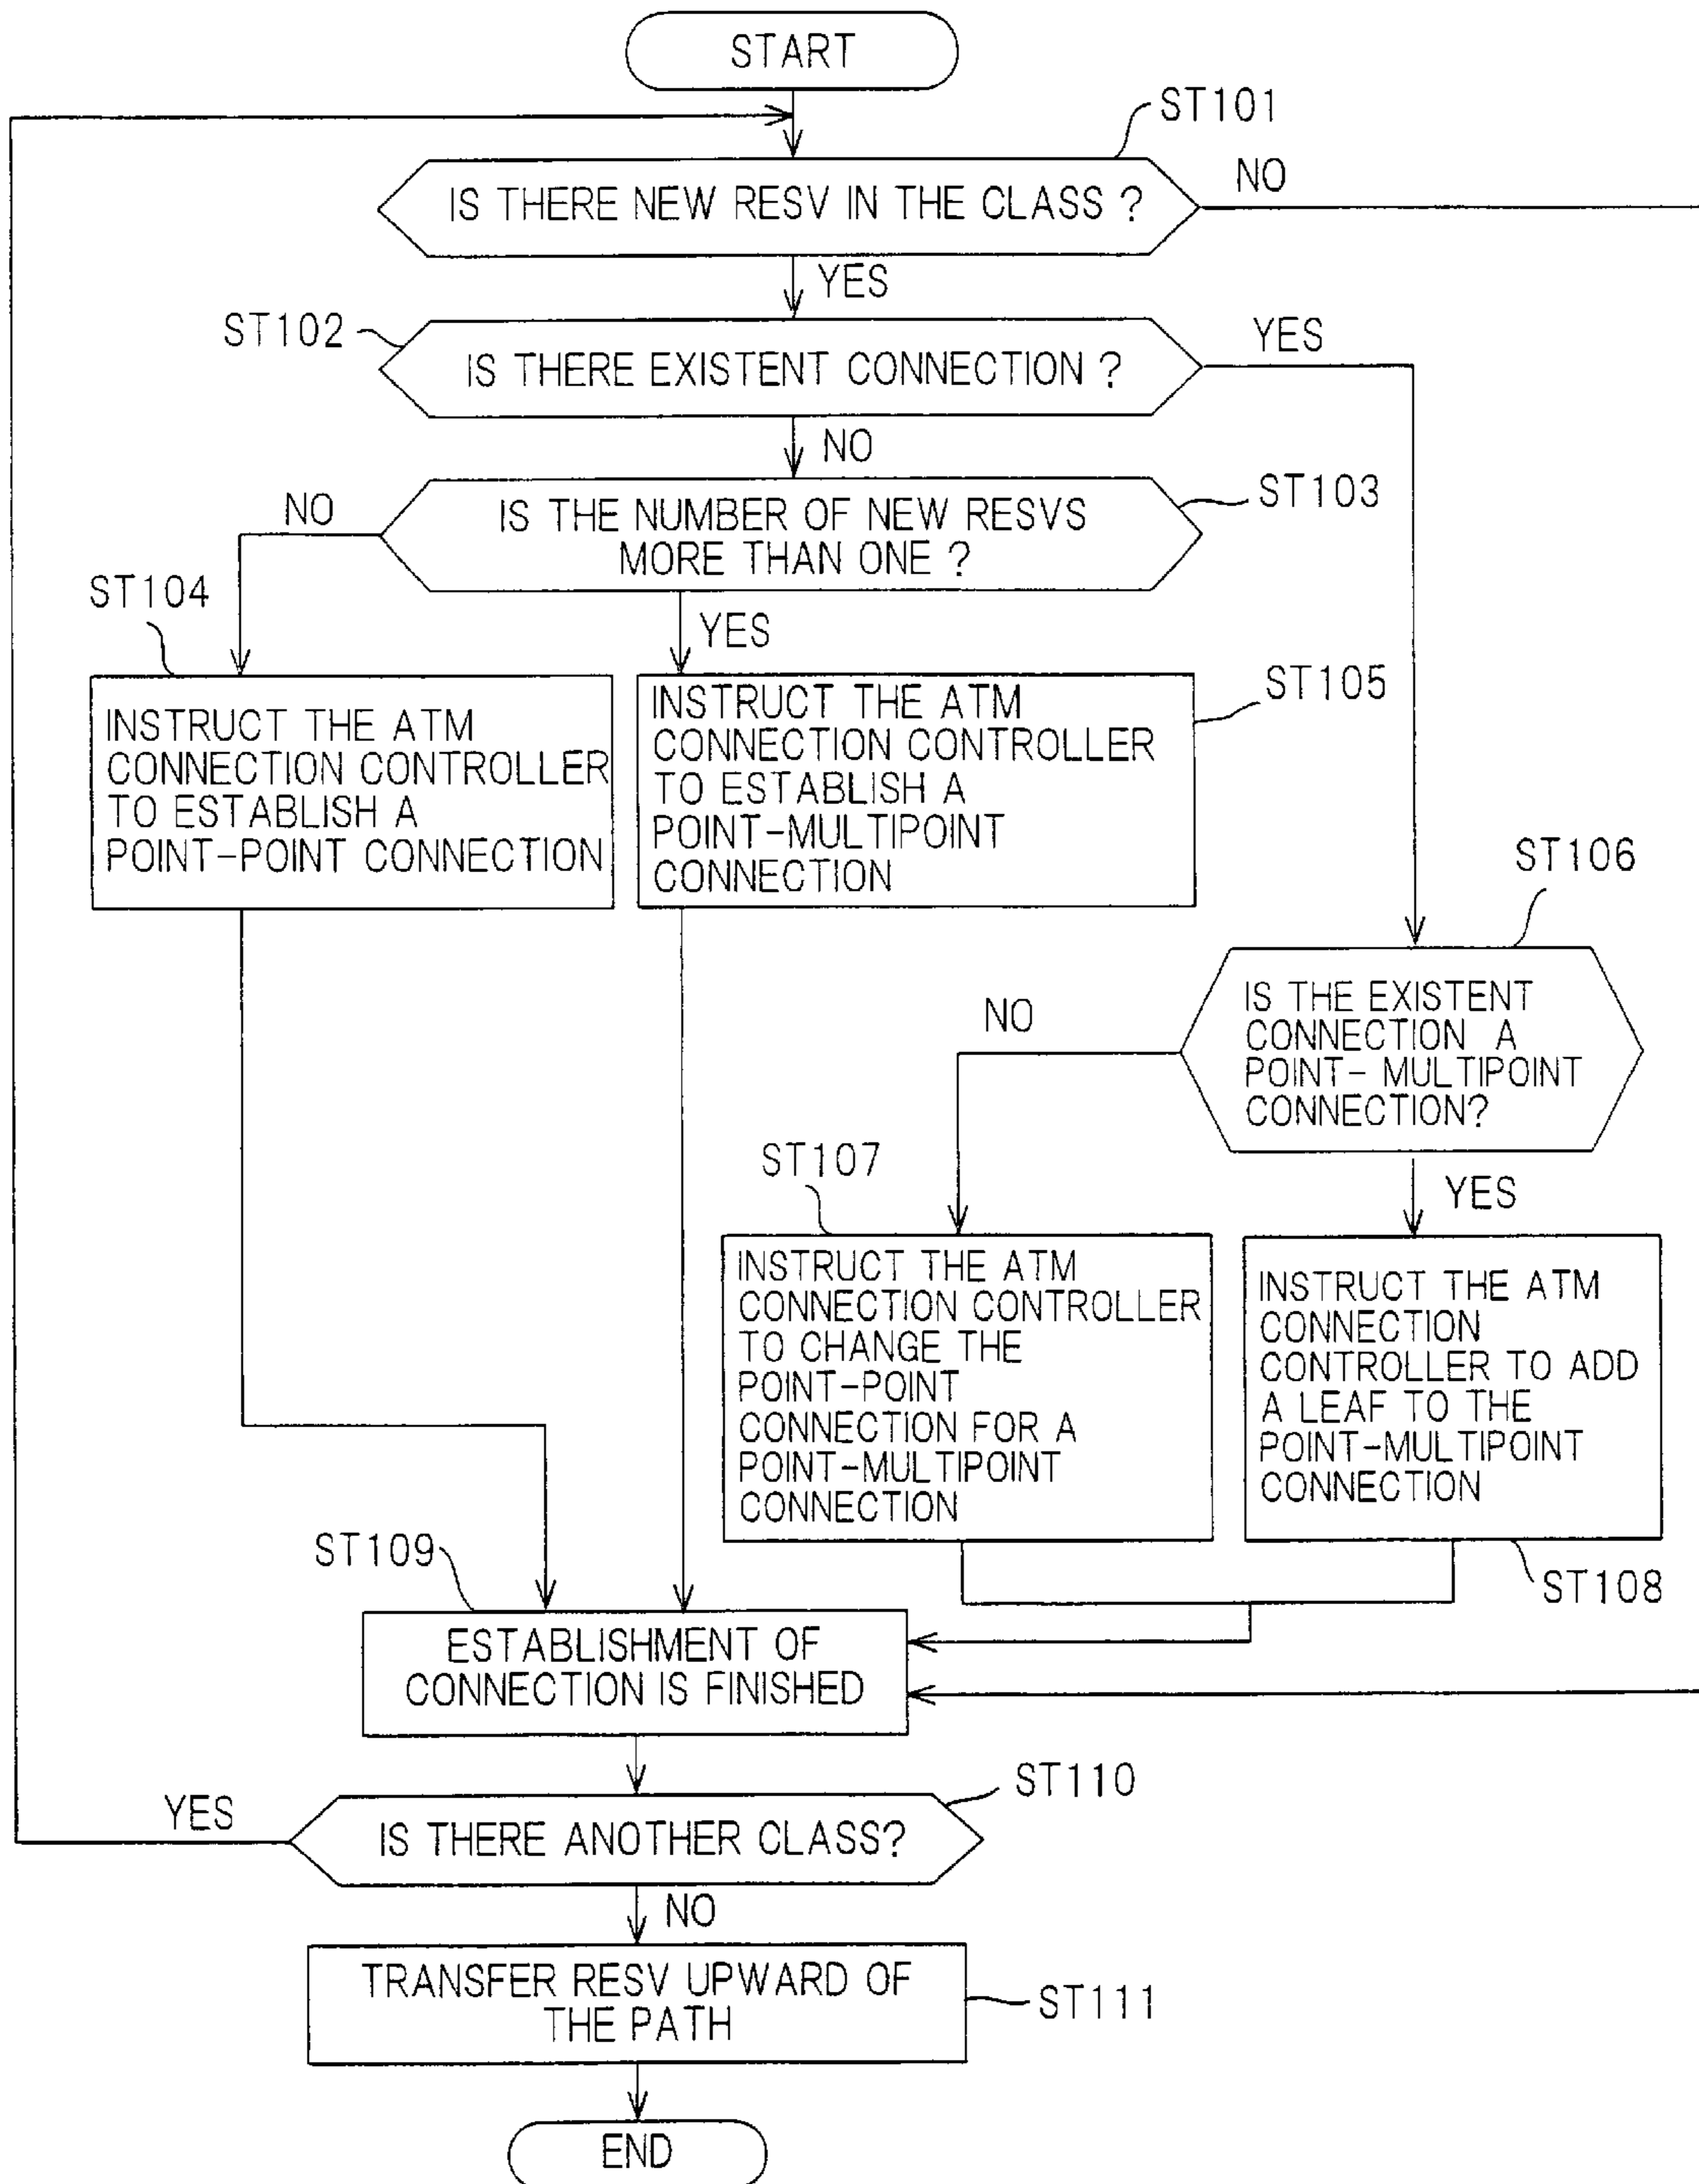 START
ST101
IS THERE NEW RESV IN THE CLASS ?
NO
YES
ST102
IS THERE EXISTENT CONNECTION ?
YES
NO
ST103
IS THE NUMBER OF NEW RESVS
MORE THAN ONE ?
NO
YES
ST104
INSTRUCT THE ATM
CONNECTION CONTROLLER
TO ESTABLISH A
POINT-POINT CONNECTION
ST105
INSTRUCT THE ATM
CONNECTION CONTROLLER
TO ESTABLISH A
POINT-MULTIPOINT
CONNECTION
ST106
IS THE EXISTENT
CONNECTION A
POINT- MULTIPOINT
CONNECTION?
NO
YES
ST107
INSTRUCT THE ATM
CONNECTION CONTROLLER
TO CHANGE THE
POINT-POINT
CONNECTION FOR A
POINT-MULTIPOINT
CONNECTION
INSTRUCT THE ATM
CONNECTION
CONTROLLER TO ADD
A LEAF TO THE
POINT-MULTIPOINT
CONNECTION
ST108
ST109
ESTABLISHMENT OF
CONNECTION IS FINISHED
ST110
YES
IS THERE ANOTHER CLASS?
NO
TRANSFER RESV UPWARD OF
THE PATH
ST111
END